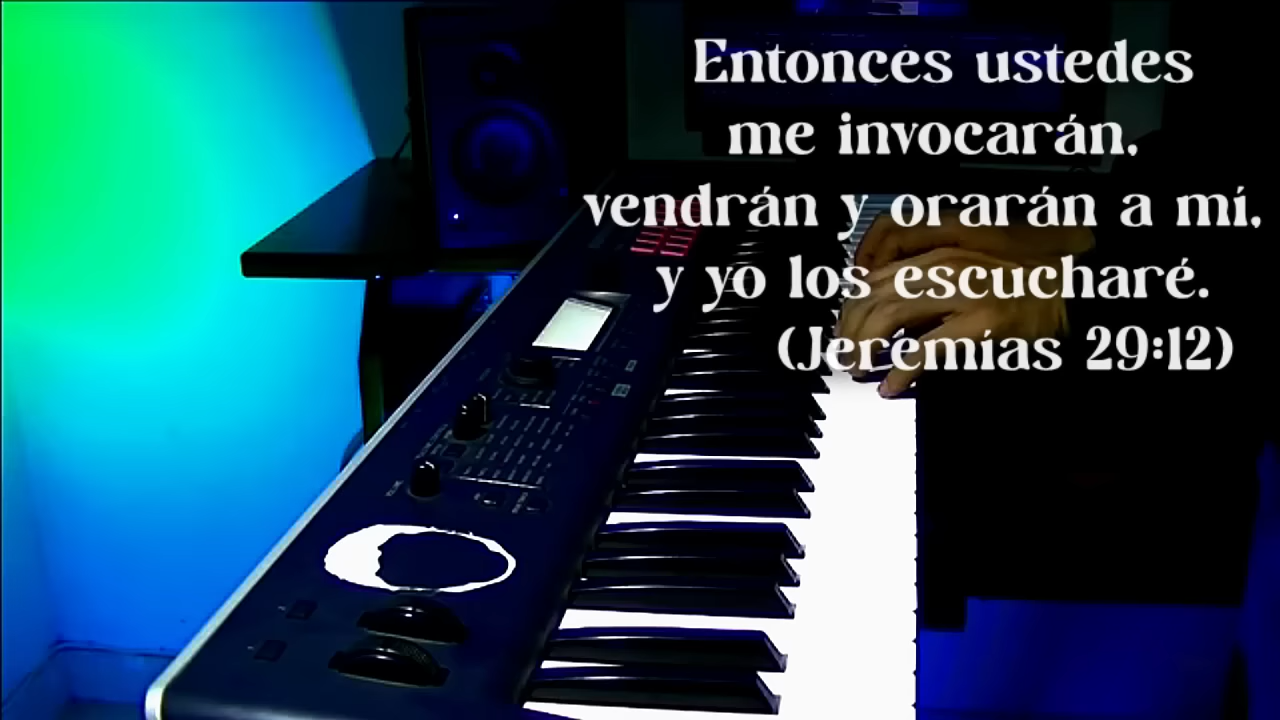 Entonces ustedes
me invocarán,
vendrán y orarán a mí,
y yo los escucharé.
(Jeremías 29:12)